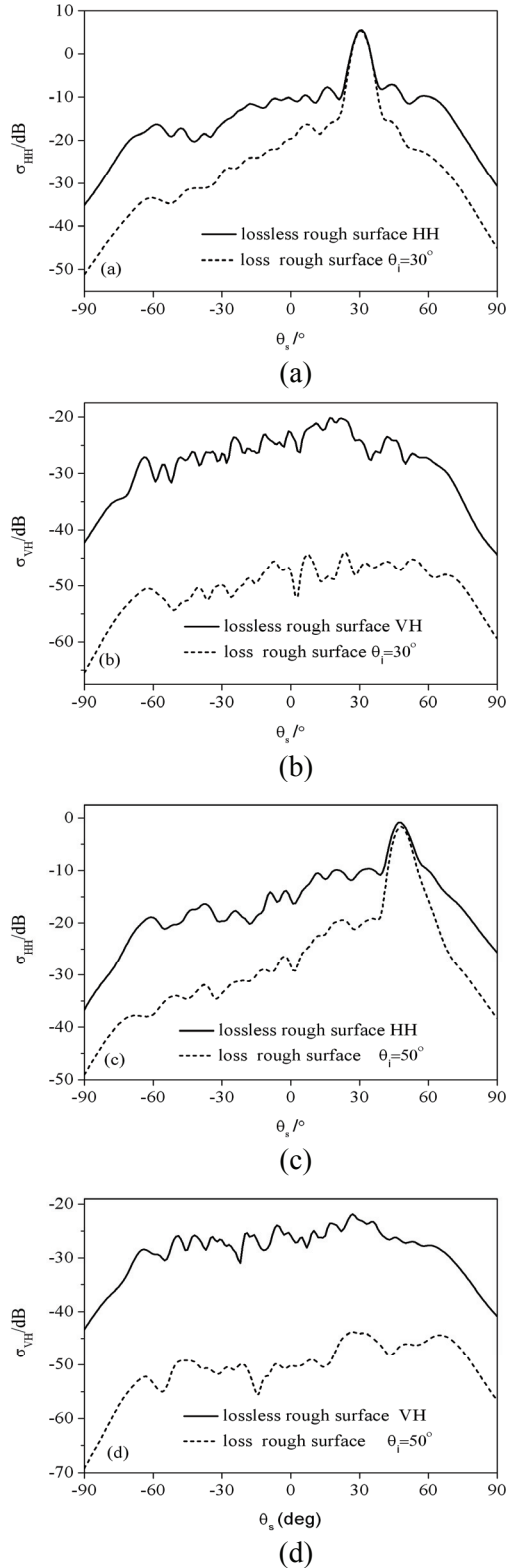 10
0
-10
-20
-30
-40
-50
σHH/dB
lossless rough surface HH
loss rough surface θi=30°
(a)
-90 -60 -30 0 30 60 90
θs /°
(a)
-20
-30
-40
-50
-60
σVH/dB
lossless rough surface VH
loss rough surface θi=30°
(b)
-90 -60 -30 0 30 60 90
θs /°
(b)
0
-10
-20
-30
-40
-50
σHH/dB
lossless rough surface HH
loss rough surface θi=50°
(c)
-90 -60 -30 0 30 60 90
θs /°
(c)
-20
-30
-40
-50
-60
-70
σVH/dB
lossless rough surface VH
loss rough surface θi=50°
(d)
-90 -60 -30 0 30 60 90
θs (deg)
(d)